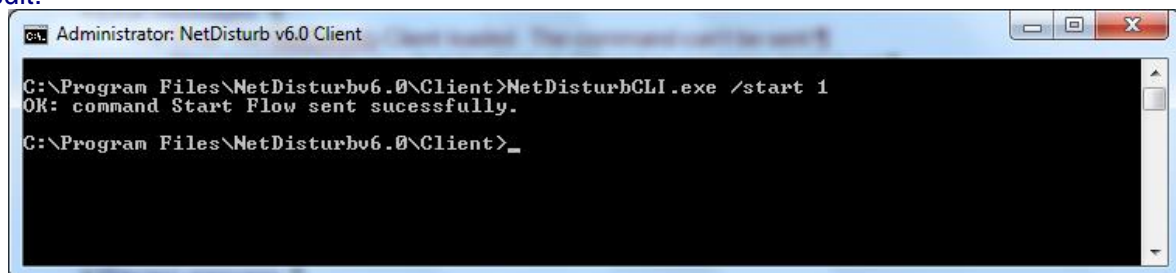 Administrator: NetDisturb v6.0 Client
C:\Program Files\NetDisturbv6.0\Client>NetDisturbCLI.exe /start 1
OK: command Start Flow sent sucessfully.
C:\Program Files\NetDisturbv6.0\Client>_